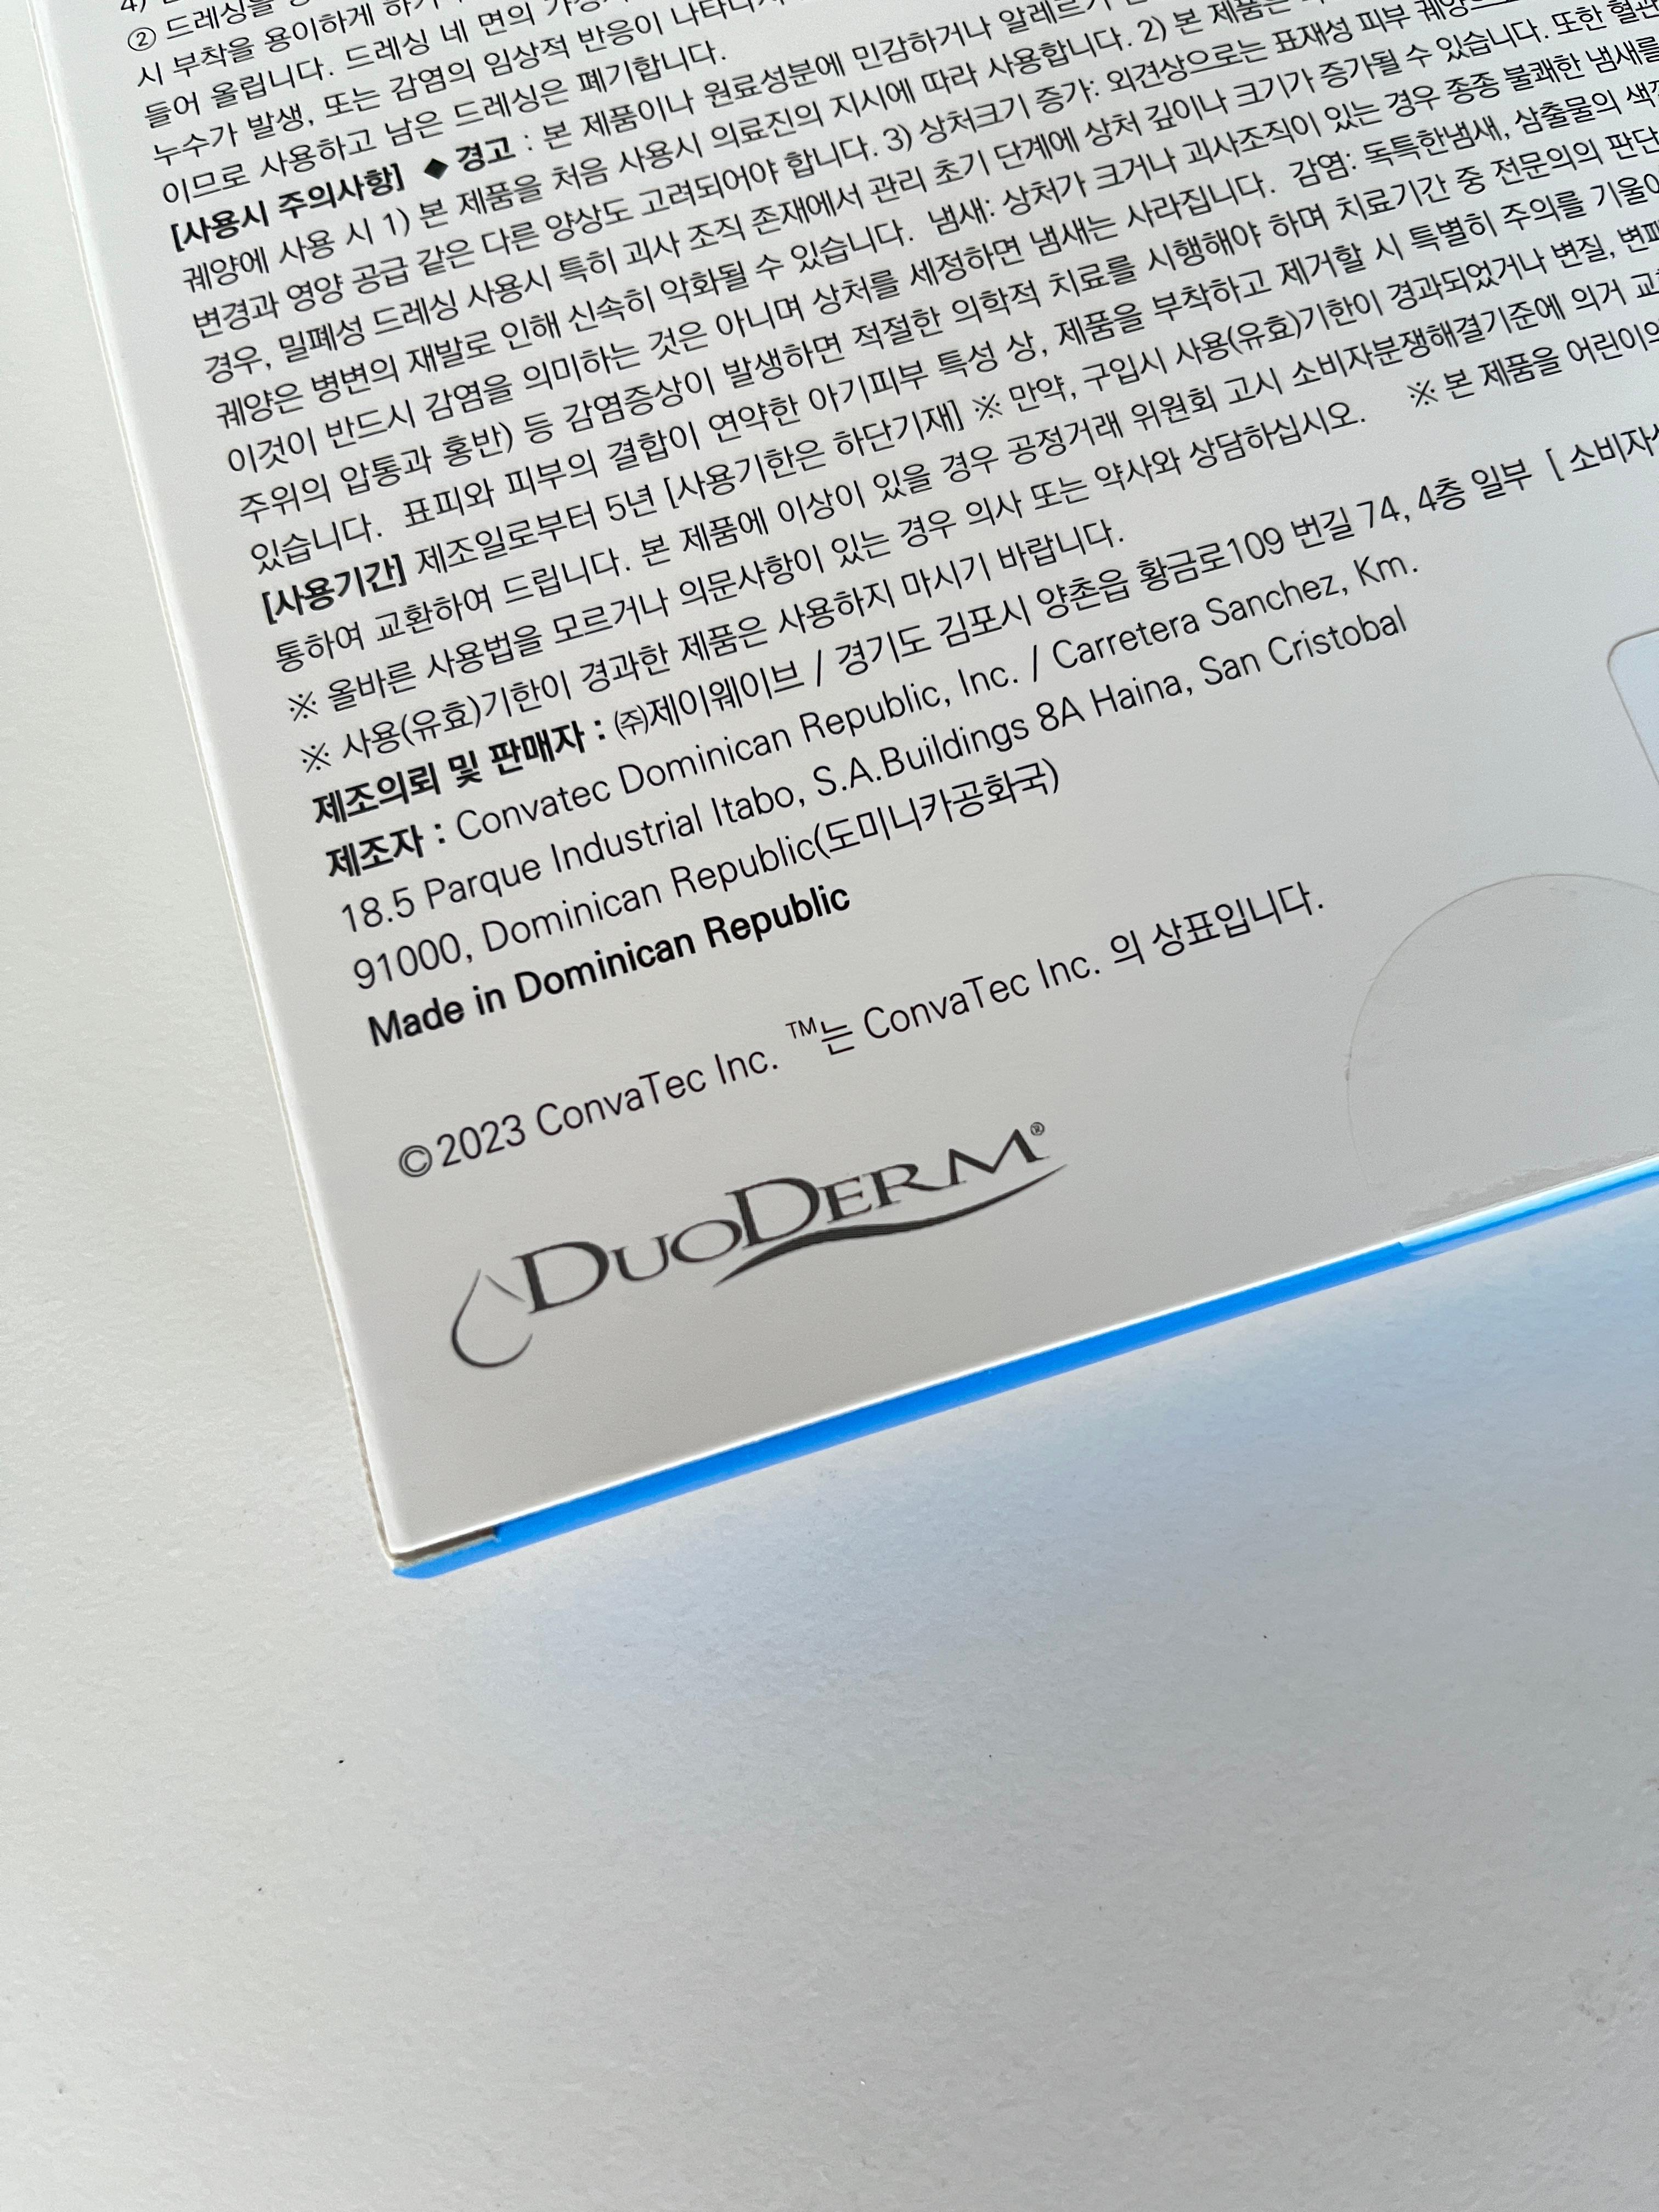 ② 드레싱을
시 부착을 용이하게 하기
들어 올립니다. 드레싱 네 면의
누수가 발생, 또는 감염의 임상적 반응이
이므로 사용하고 남은 드레싱은 폐기합니다.
[사용시 주의사항] ◆ 경고 : 본 제품이나 원료성분에 민감하거나
궤양에 사용 시 1) 본 제품을 처음 사용시 의료진의 지시에 따라 사용합니다. 2) 본 제품은
변경과 영양 공급 같은 다른 양상도 고려되어야 합니다. 3) 상처크기 증가: 외견상으로는 표재성 피부
경우, 밀폐성 드레싱 사용시 특히 괴사 조직 존재에서 관리 초기 단계에 상처 깊이나 크기가 증가될 수 있습니다. 또한 혈관
궤양은 병변의 재발로 인해 신속히 악화될 수 있습니다. 냄새: 상처가 크거나 괴사조직이 있는 경우 종종 불쾌한 냄새를
이것이 반드시 감염을 의미하는 것은 아니며 상처를 세정하면 냄새는 사라집니다. 감염: 독특한냄새, 삼출물의
주위의 압통과 홍반) 등 감염증상이 발생하면 적절한 의학적 치료를 시행해야 하며 치료기간 중 전문의의 판단
있습니다. 표피와 피부의 결합이 연약한 아기피부 특성 상, 제품을 부착하고 제거할 시 특별히 주의를
[사용기간] 제조일로부터 5년 [사용기한은 하단기재] ※ 만약, 구입시 사용(유효)기한이 경과되었거나 변질,
통하여 교환하여 드립니다. 본 제품에 이상이 있을 경우 공정거래 위원회 고시 소비자분쟁해결기준에 의거
※ 올바른 사용법을 모르거나 의문사항이 있는 경우 의사 또는 약사와 상담하십시오. ※ 본 제품을 어린이의
※ 사용(유효)기한이 경과한 제품은 사용하지 마시기 바랍니다.
제조의뢰 및 판매자 : ㈜제이웨이브 / 경기도 김포시 양촌읍 황금로109 번길 74, 4층 일부 [
제조자 : Convatec Dominican Republic, Inc. / Carretera Sanchez, Km.
18.5 Parque Industrial Itabo, S.A.Buildings 8A Haina, San Cristobal
91000, Dominican Republic(도미니카공화국)
Made in Dominican Republic
©2023 ConvaTec Inc. ™는 ConvaTec Inc. 의 상표입니다.
DUODERM®